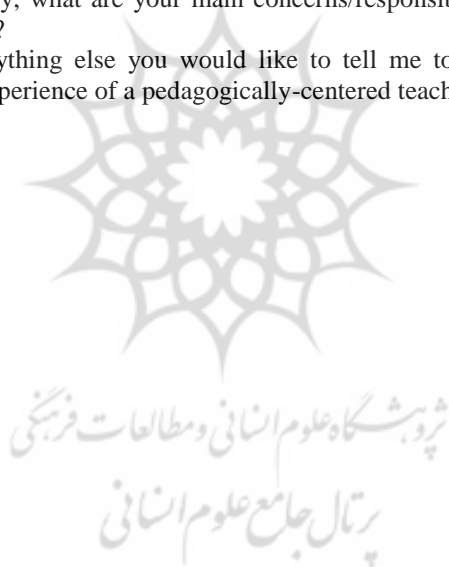 y, what are your main concerns/responsit
?
ything else you would like to tell me to
perience of a pedagogically-centered teach
پژوهشگاه علوم انسانی و مطالعات فرهنگی
پرتال جامع علوم انسانی